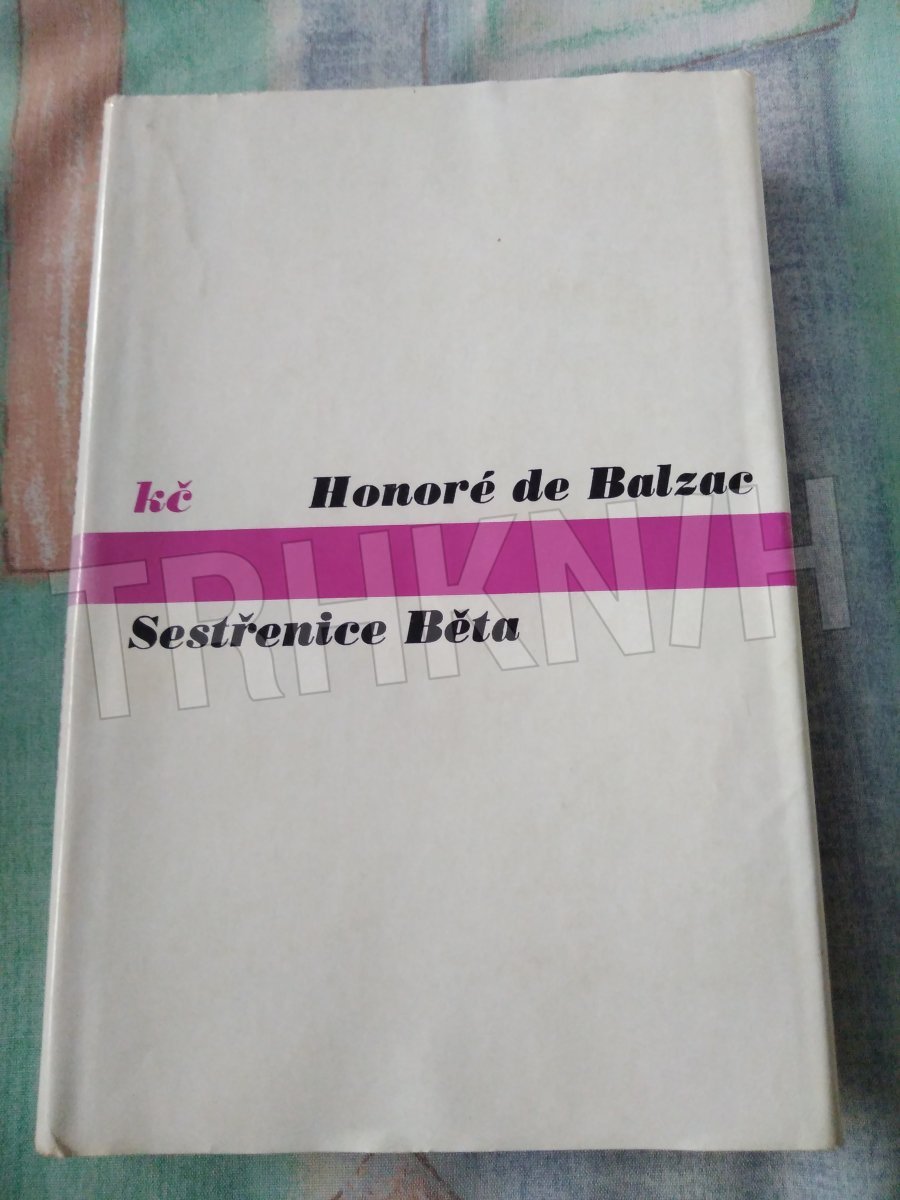 kč Honoré de Balzac
TRHKNIH
Sestřenice Běta